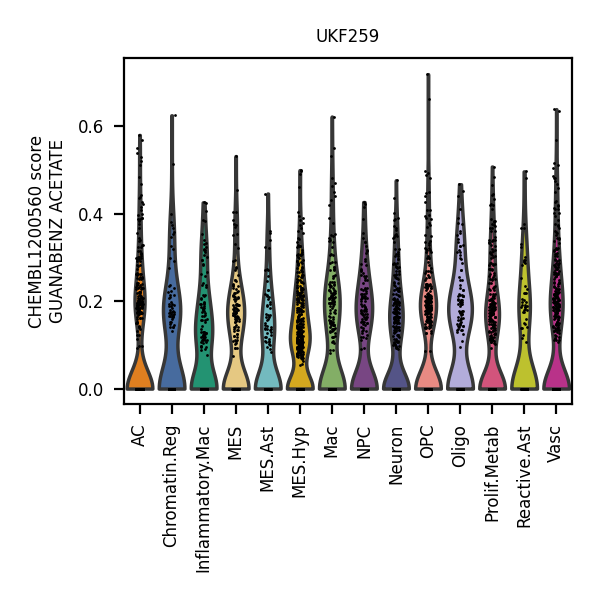 UKF259
CHEMBL1200560 score
GUANABENZ ACETATE
0.6
0.4
0.2
0.0
AC
Chromatin.Reg
Inflammatory.Mac
MES
MES.Ast
MES.Hyp
Mac
NPC
Neuron
OPC
Oligo
Prolif.Metab
Reactive.Ast
Vasc